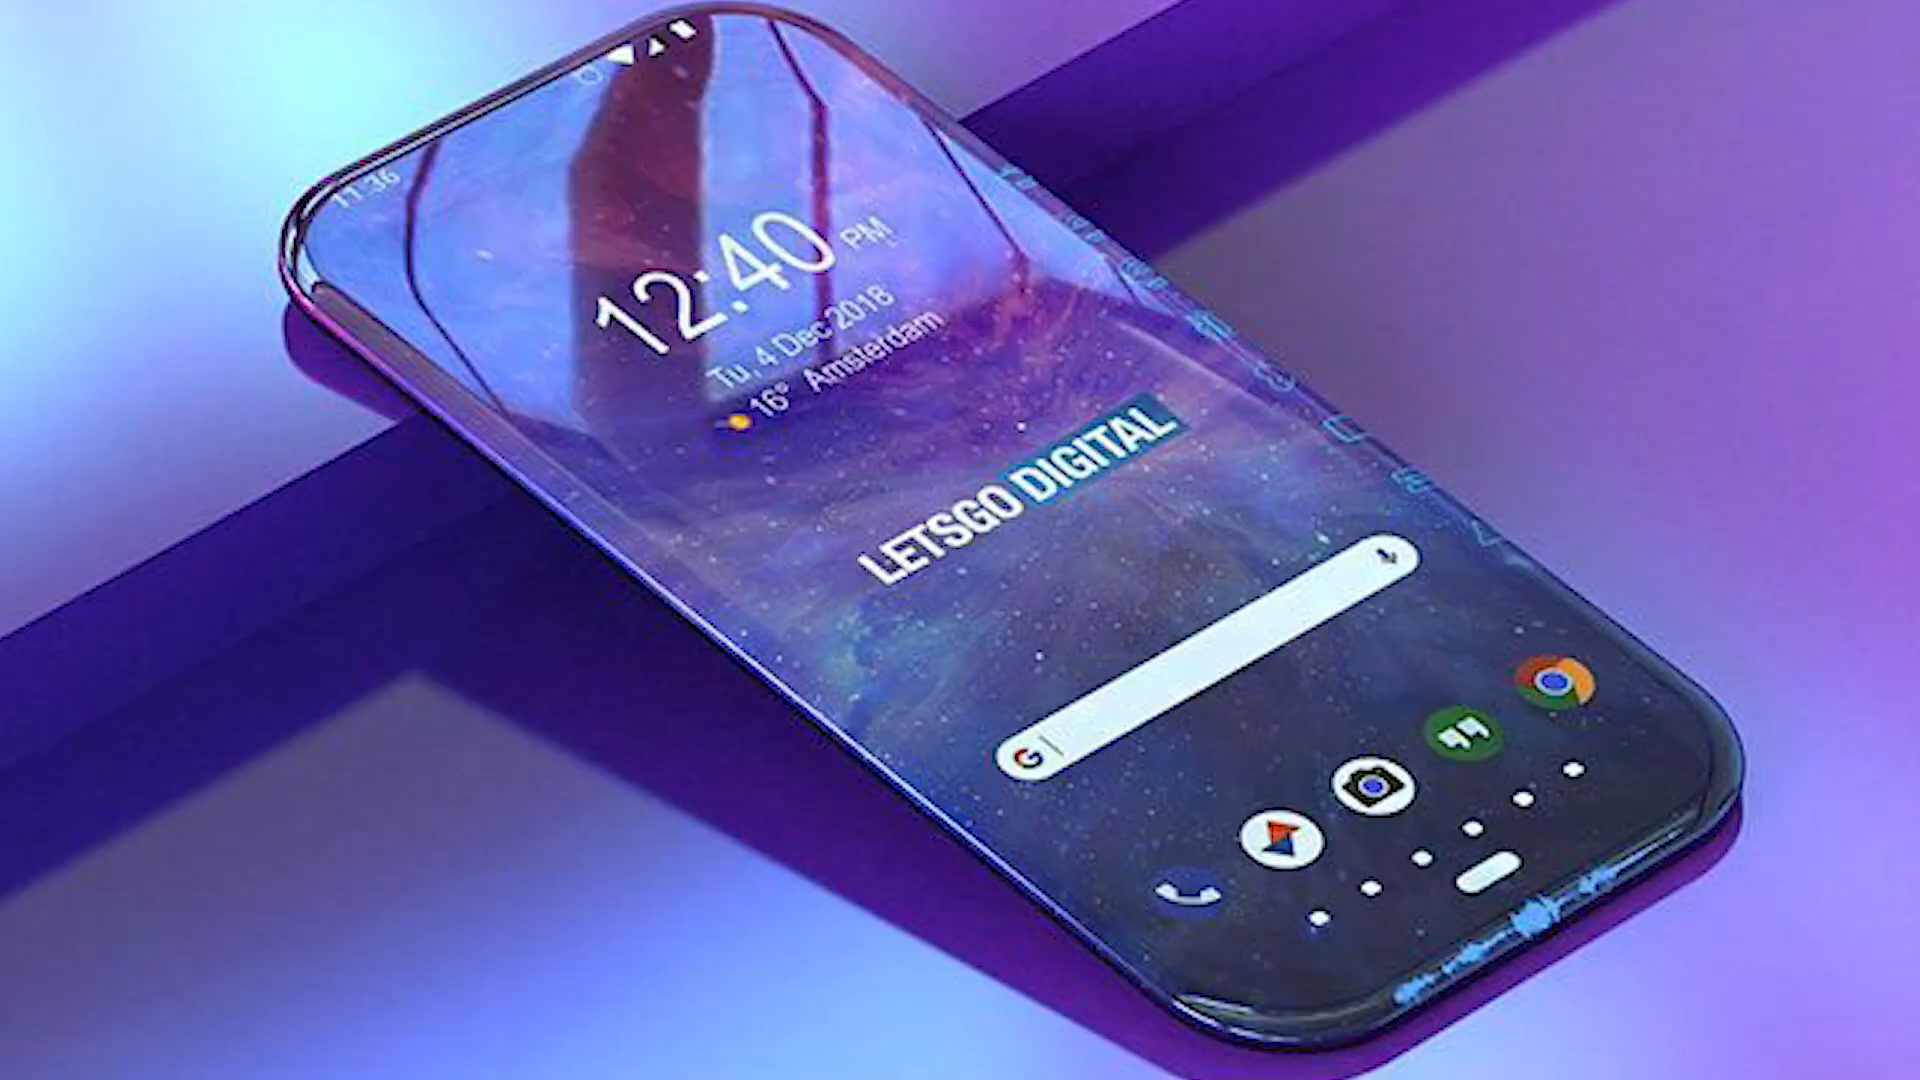 11:36
12:40 PM
Tu, 4 Dec 2018
16° Amsterdam
LETSGO DIGITAL
G